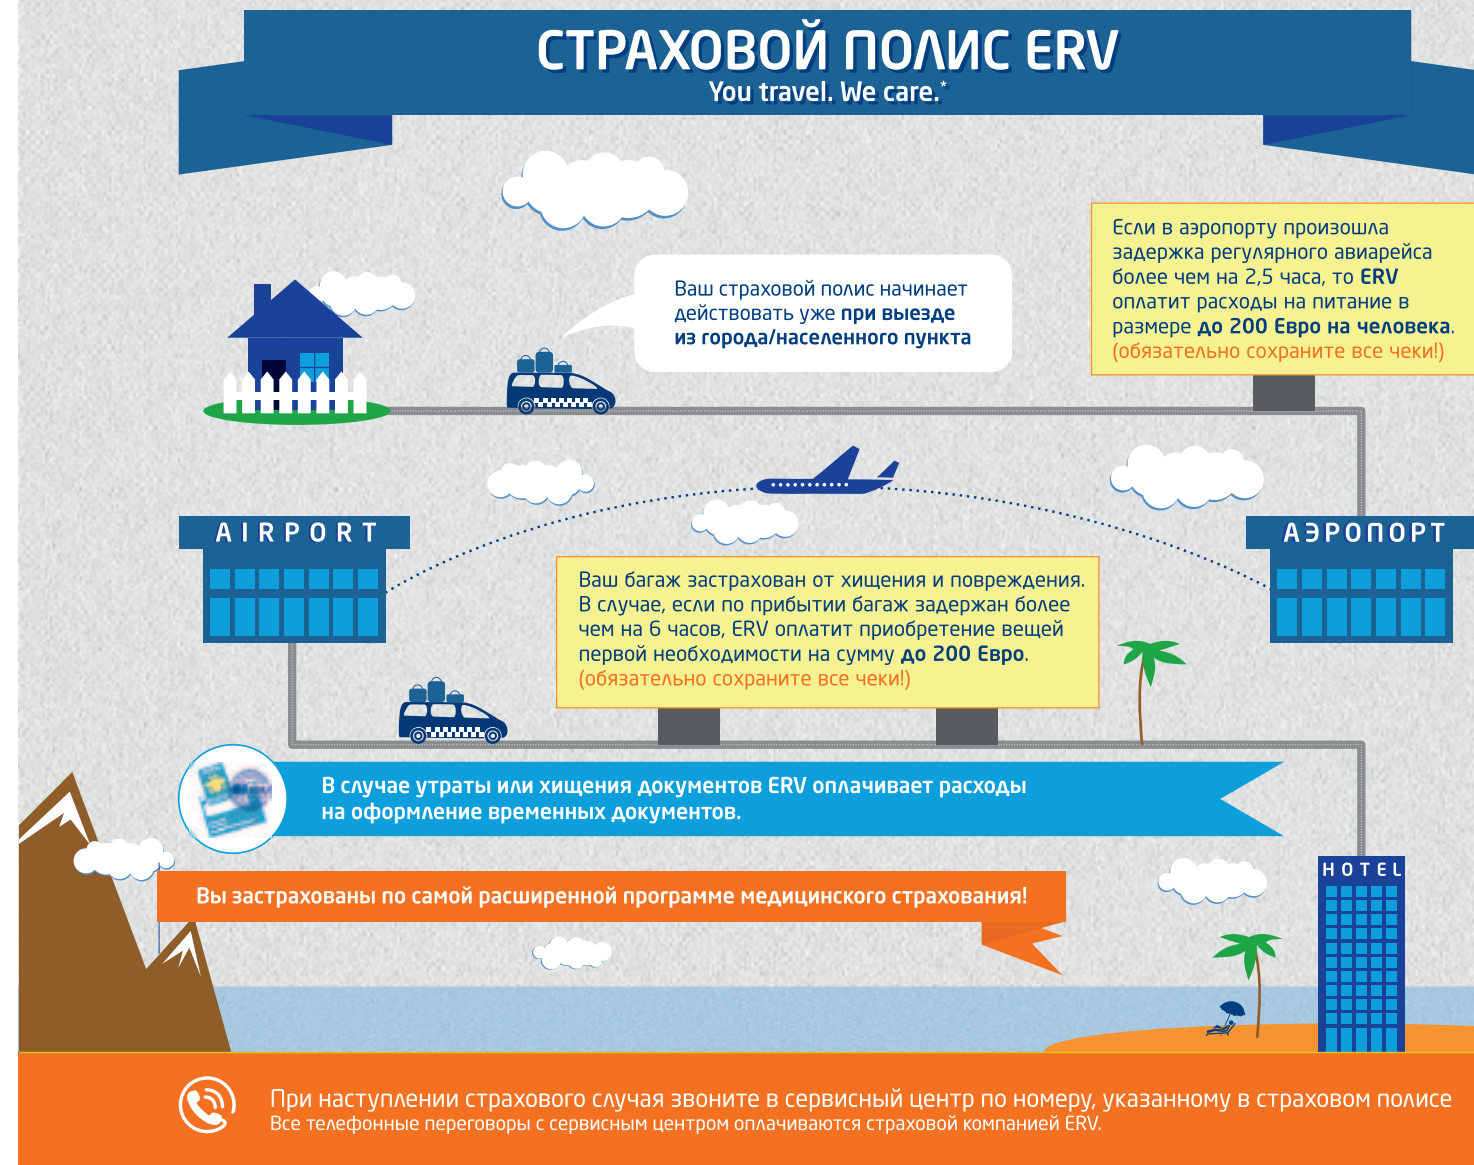 СТРАХОВОЙ ПОЛИС ERV
You travel. We care.*
Если в аэропорту произошла
задержка регулярного авиарейса
более чем на 2,5 часа, то ERV
оплатит расходы на питание в
размере до 200 Евро на человека.
(обязательно сохраните все чеки!)
Ваш страховой полис начинает
действовать уже при выезде
из города/населенного пункта
AIRPORT
АЭРОПОРТ
Ваш багаж застрахован от хищения и повреждения.
В случае, если по прибытии багаж задержан более
чем на 6 часов, ERV оплатит приобретение вещей
первой необходимости на сумму до 200 Евро.
(обязательно сохраните все чеки!)
В случае утраты или хищения документов ERV оплачивает расходы
на оформление временных документов.
HOTEL
Вы застрахованы по самой расширенной программе медицинского страхования!
При наступлении страхового случая звоните в сервисный центр по номеру, указанному в страховом полисе
Все телефонные переговоры с сервисным центром оплачиваются страховой компанией ERV.